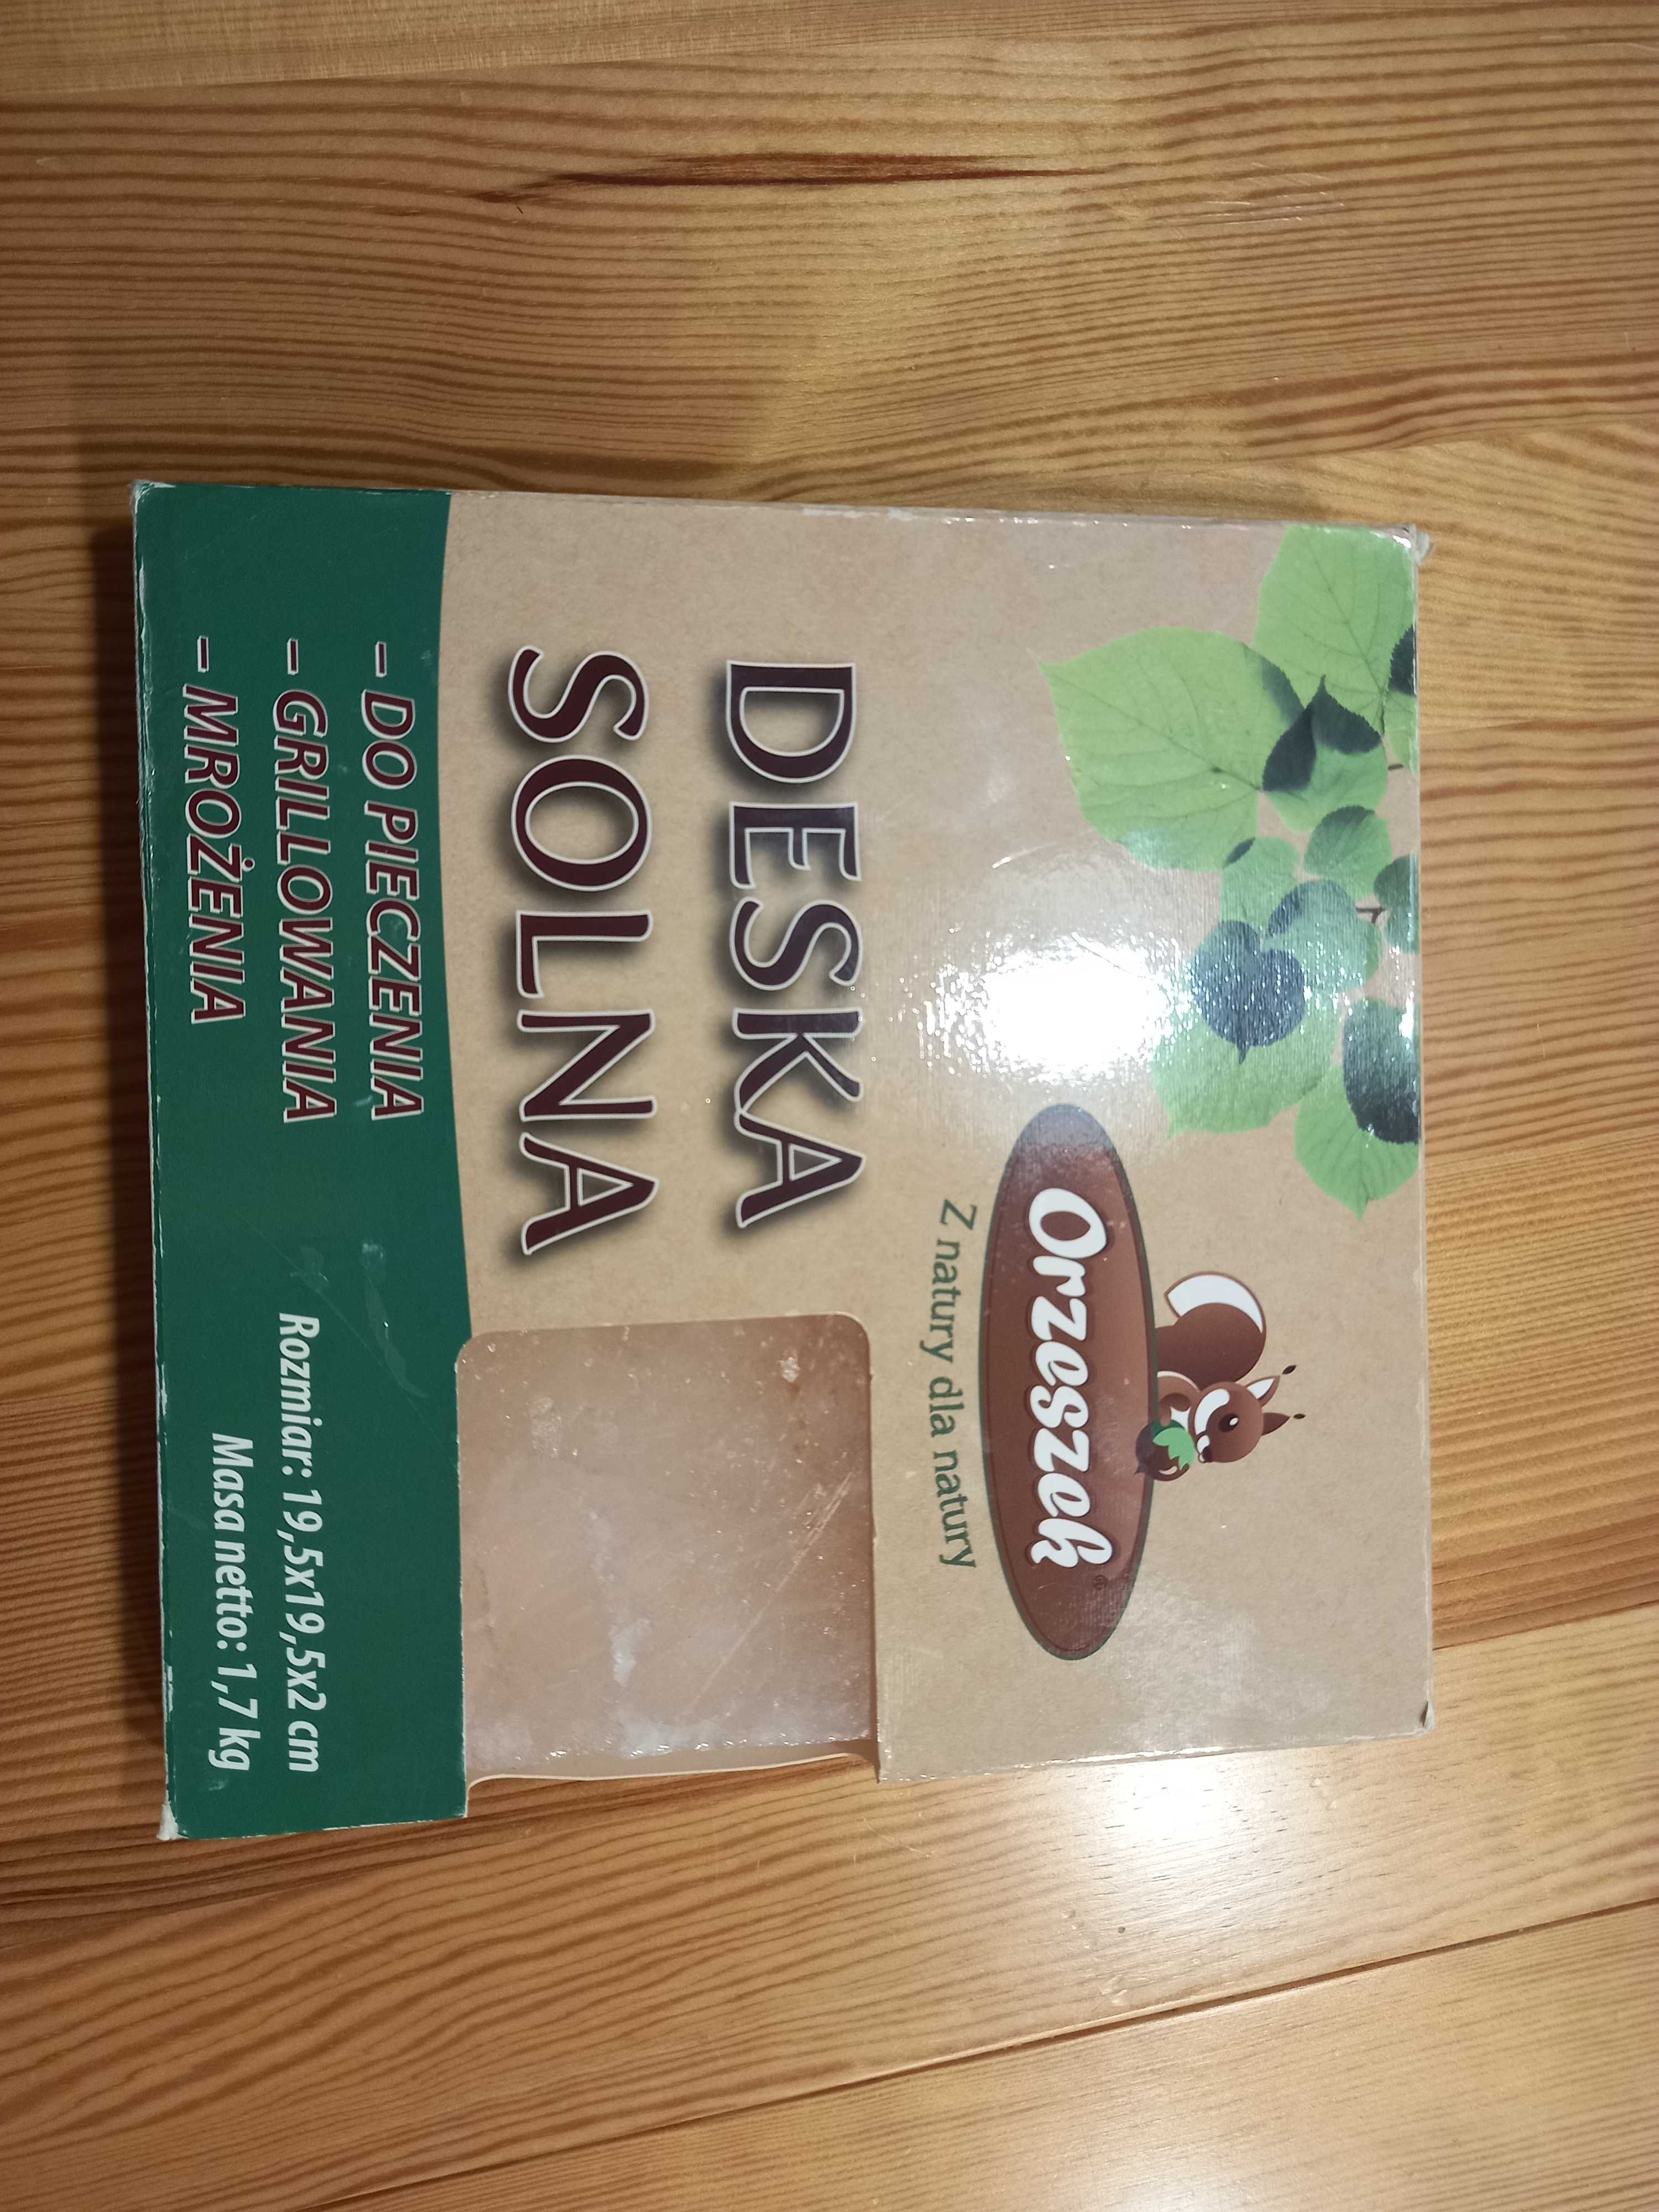 Orzeszek®
Z natury dla natury
DESKA
SOLNA
- DO PIECZENIA
- GRILLOWANIA
- MROŻENIA
Rozmiar: 19,5x19,5x2 cm
Masa netto: 1,7 kg